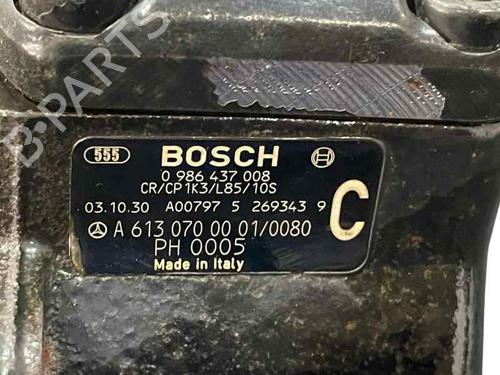 B-PARTS
555 BOSCH
0 986 437 008
CR/CP1K3/L85/10S
03.10.30 A00797 5 269343 9
C
A 613 070 00 01/0080
PH 0005
Made in Italy